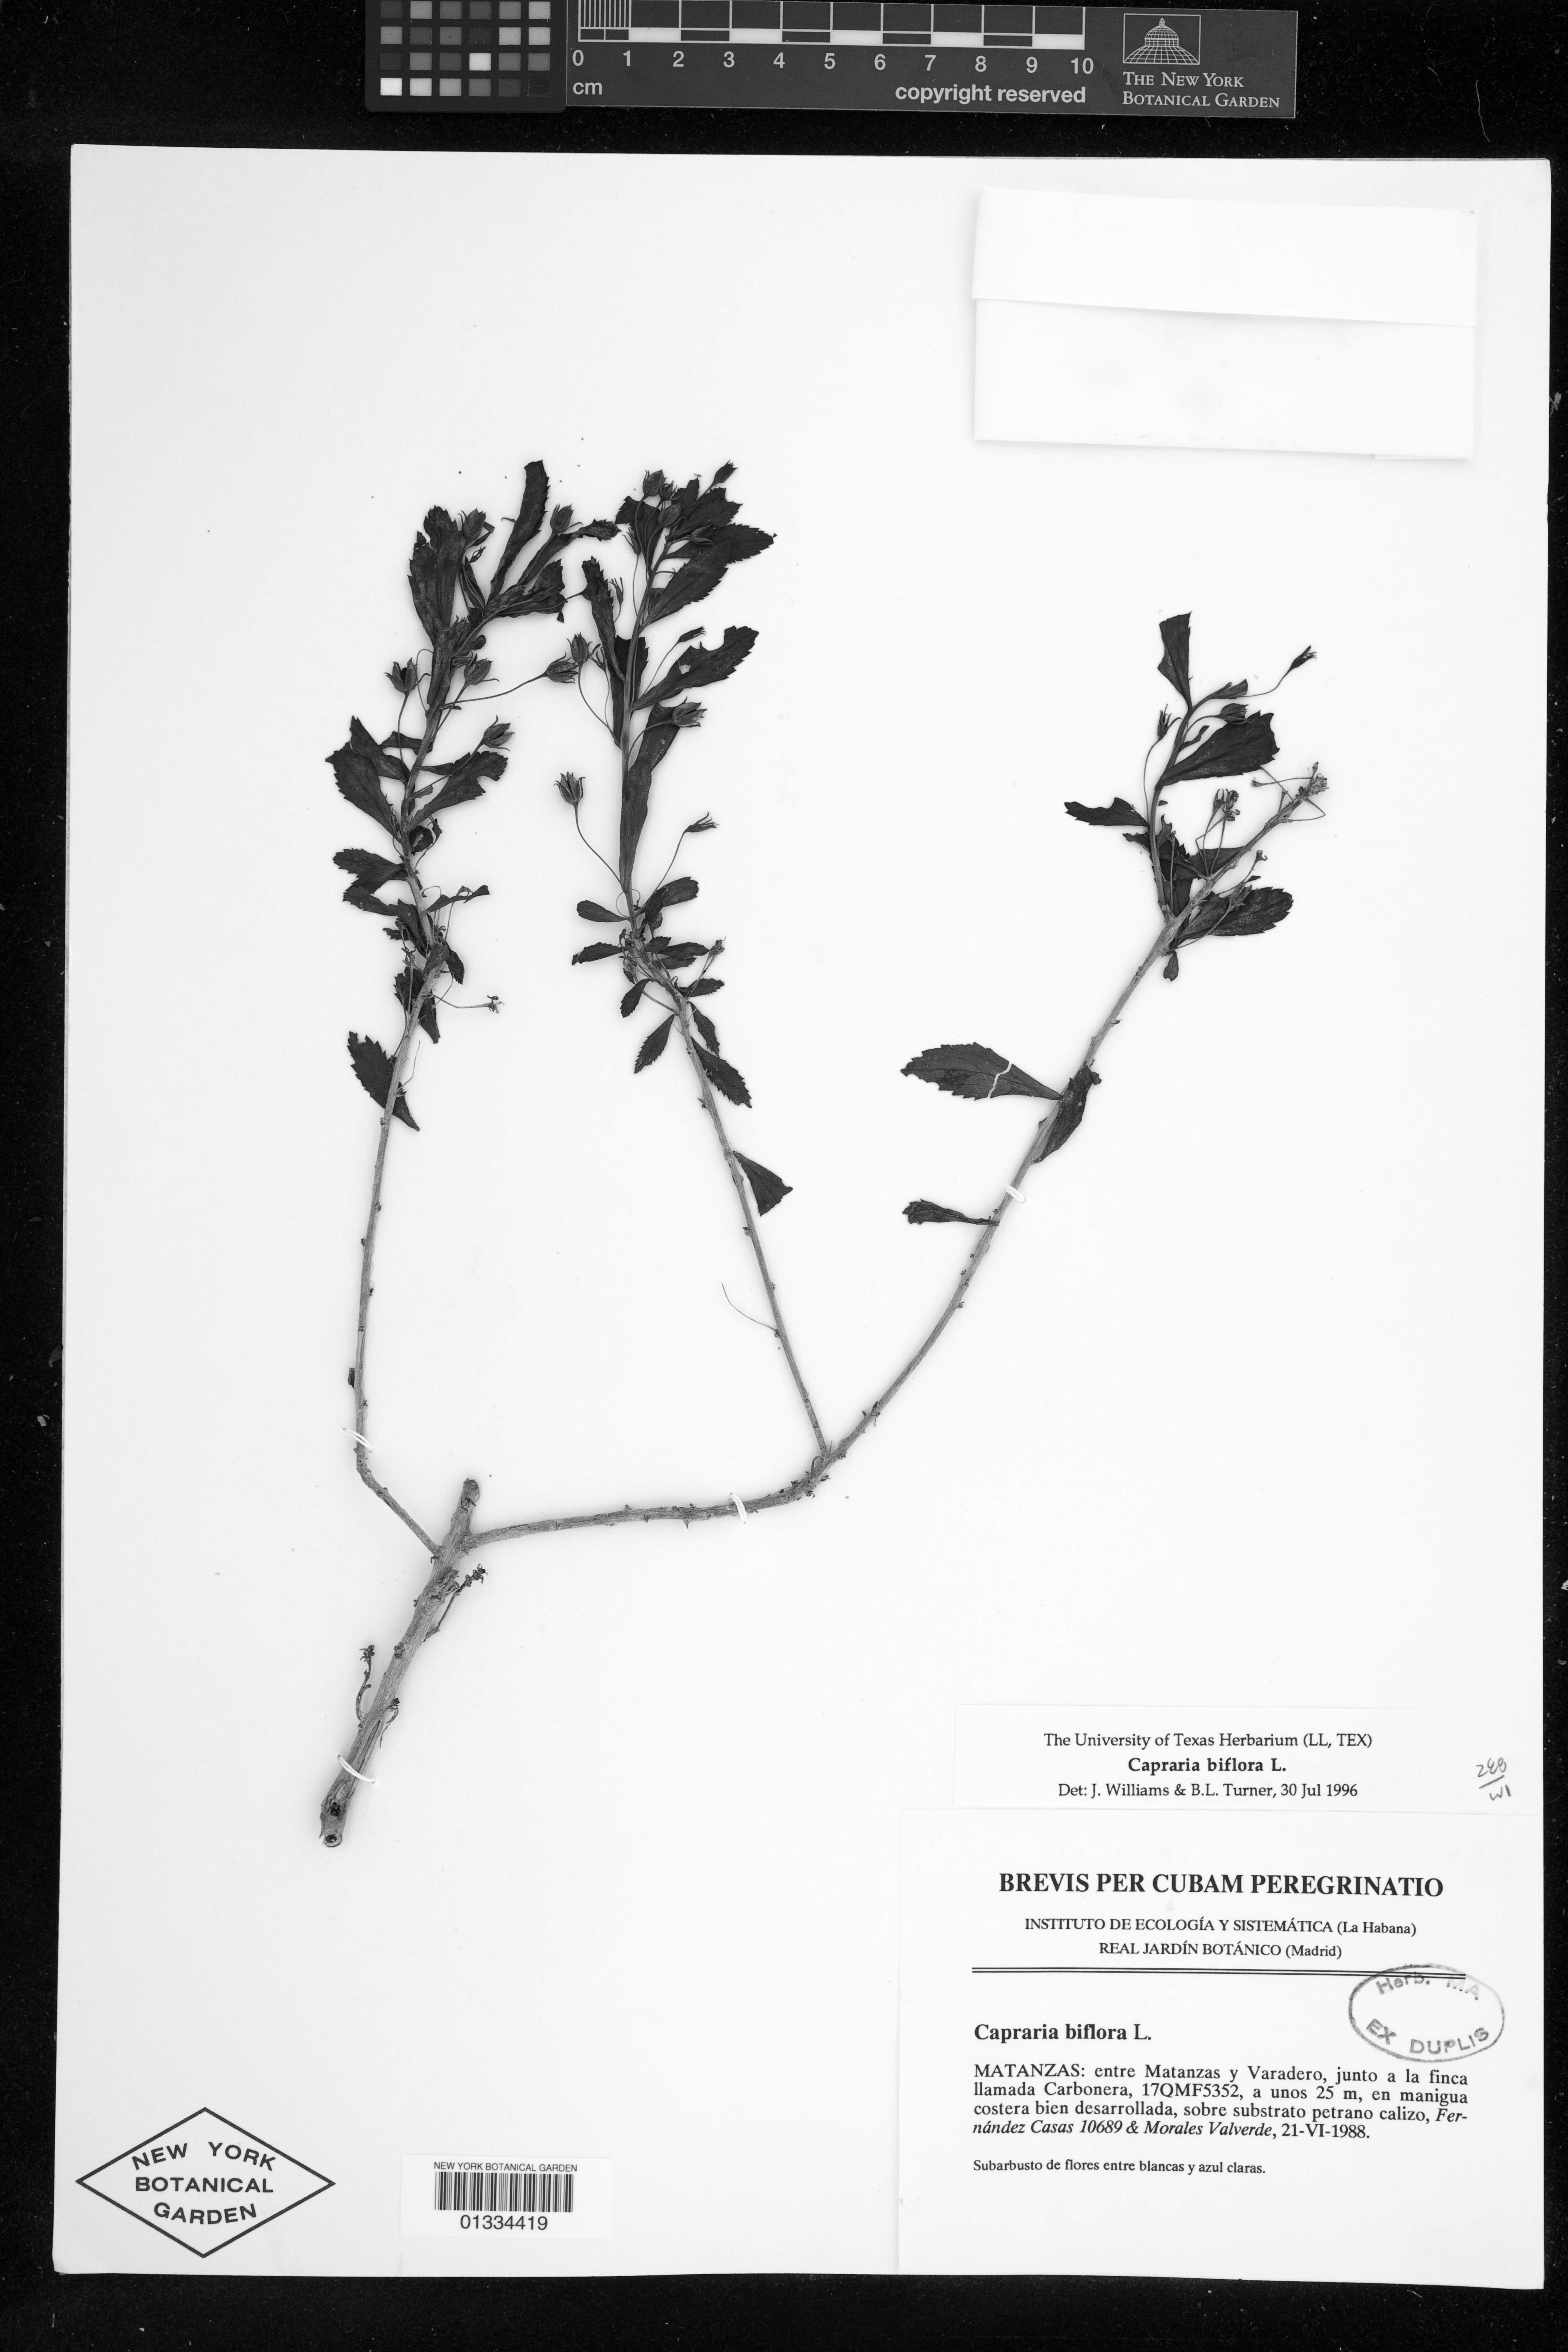 0 1 2 3 4 5 6 7 8 9 10
cm
copyright reserved
THE NEW YORK
BOTANICAL GARDEN
The University of Texas Herbarium (LL, TEX)
Capraria biflora L.
Det: J. Williams & B.L. Turner, 30 Jul 1996
BREVIS PER CUBAM PEREGRINATIO
INSTITUTO DE ECOLOGÍA Y SISTEMÁTICA (La Habana)
REAL JARDÍN BOTÁNICO (Madrid)
Herb. MA
EX DUPLIS
Capraria biflora L.
MATANZAS: entre Matanzas y Varadero, junto a la finca
llamada Carbonera, 17QMF5352, a unos 25 m, en manigua
costera bien desarrollada, sobre substrato petrano calizo, Fer-
nández Casas 10689 & Morales Valverde, 21-VI-1988.
Subarbusto de flores entre blancas y azul claras.
NEW YORK
BOTANICAL
GARDEN
NEW YORK BOTANICAL GARDEN
01334419